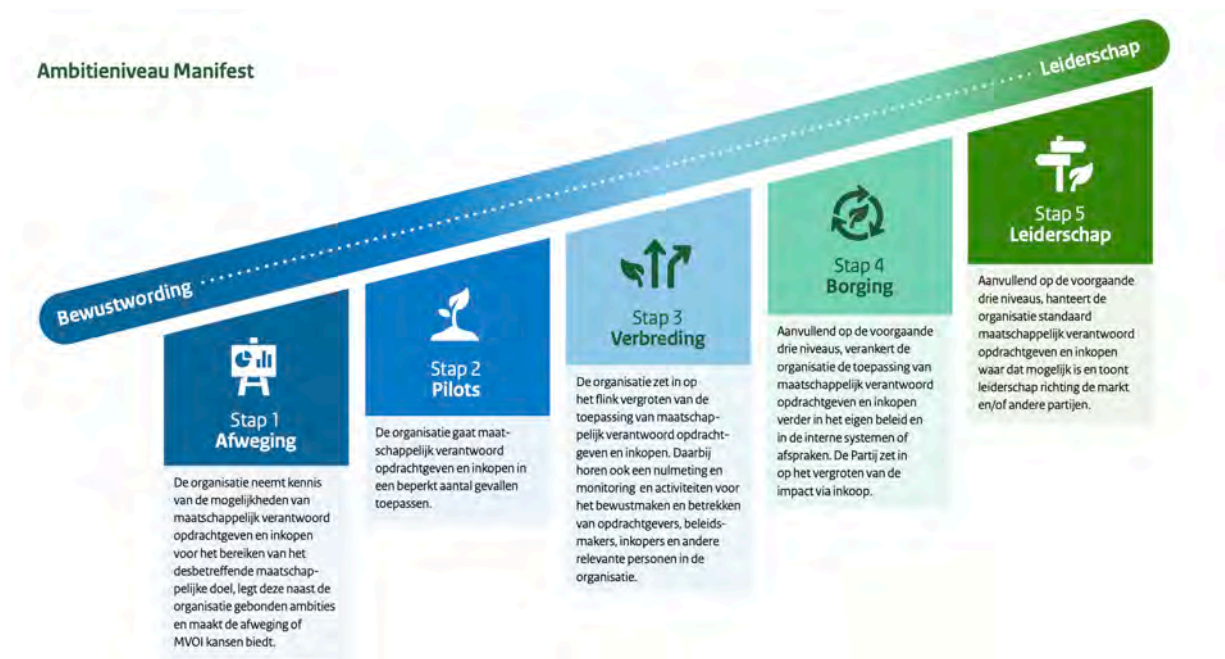 Ambitieniveau Manifest
Bewustwording
Leiderschap
Stap 1
Afweging
De organisatie neemt kennis
van de mogelijkheden van
maatschappelijk verantwoord
opdrachtgeven en inkopen
voor het bereiken van het
desbetreffende maatschap-
pelijke doel, legt deze naast de
organisatie gebonden ambities
en maakt de afweging of
MVOI kansen biedt.
Stap 2
Pilots
De organisatie gaat maat-
schappelijk verantwoord
opdrachtgeven en inkopen in
een beperkt aantal gevallen
toepassen.
Stap 3
Verbreding
De organisatie zet in op
het flink vergroten van de
toepassing van maatschap-
pelijk verantwoord opdracht-
geven en inkopen. Daarbij
horen ook een nulmeting en
monitoring en activiteiten voor
het bewustmaken en betrekken
van opdrachtgevers, beleids-
makers, inkopers en andere
relevante personen in de
organisatie.
Stap 4
Borging
Aanvullend op de voorgaande
drie niveaus, verankert de
organisatie de toepassing van
maatschappelijk verantwoord
opdrachtgeven en inkopen
verder in het eigen beleid en
in de interne systemen of
afspraken. De Partij zet in
op het vergroten van de
impact via inkoop.
Stap 5
Leiderschap
Aanvullend op de voorgaande
drie niveaus, hanteert de
organisatie standaard
maatschappelijk verantwoord
opdrachtgeven en inkopen
waar dat mogelijk is en toont
leiderschap richting de markt
en/of andere partijen.